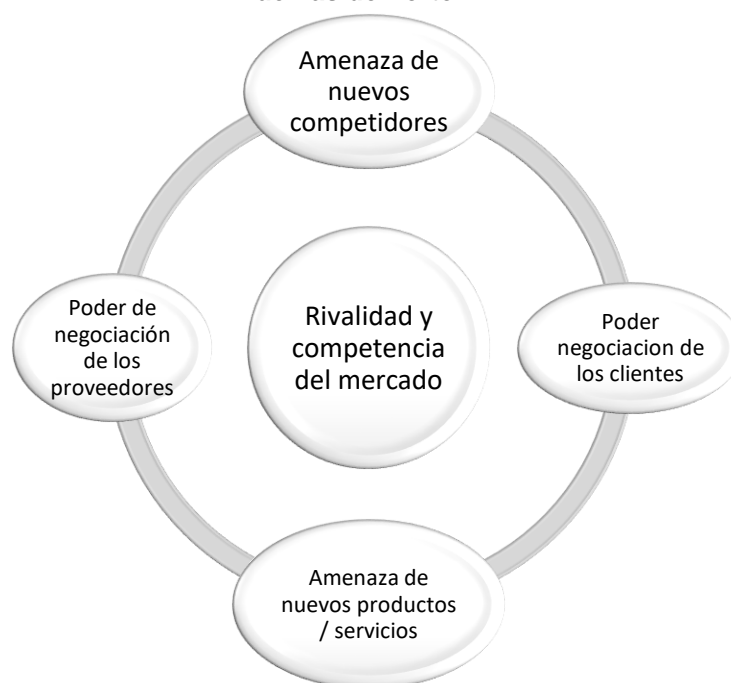 Amenaza de
nuevos
competidores
Poder de
negociación
de los
proveedores
Rivalidad y
competencia
del mercado
Poder
negociacion de
los clientes
Amenaza de
nuevos productos
/ servicios